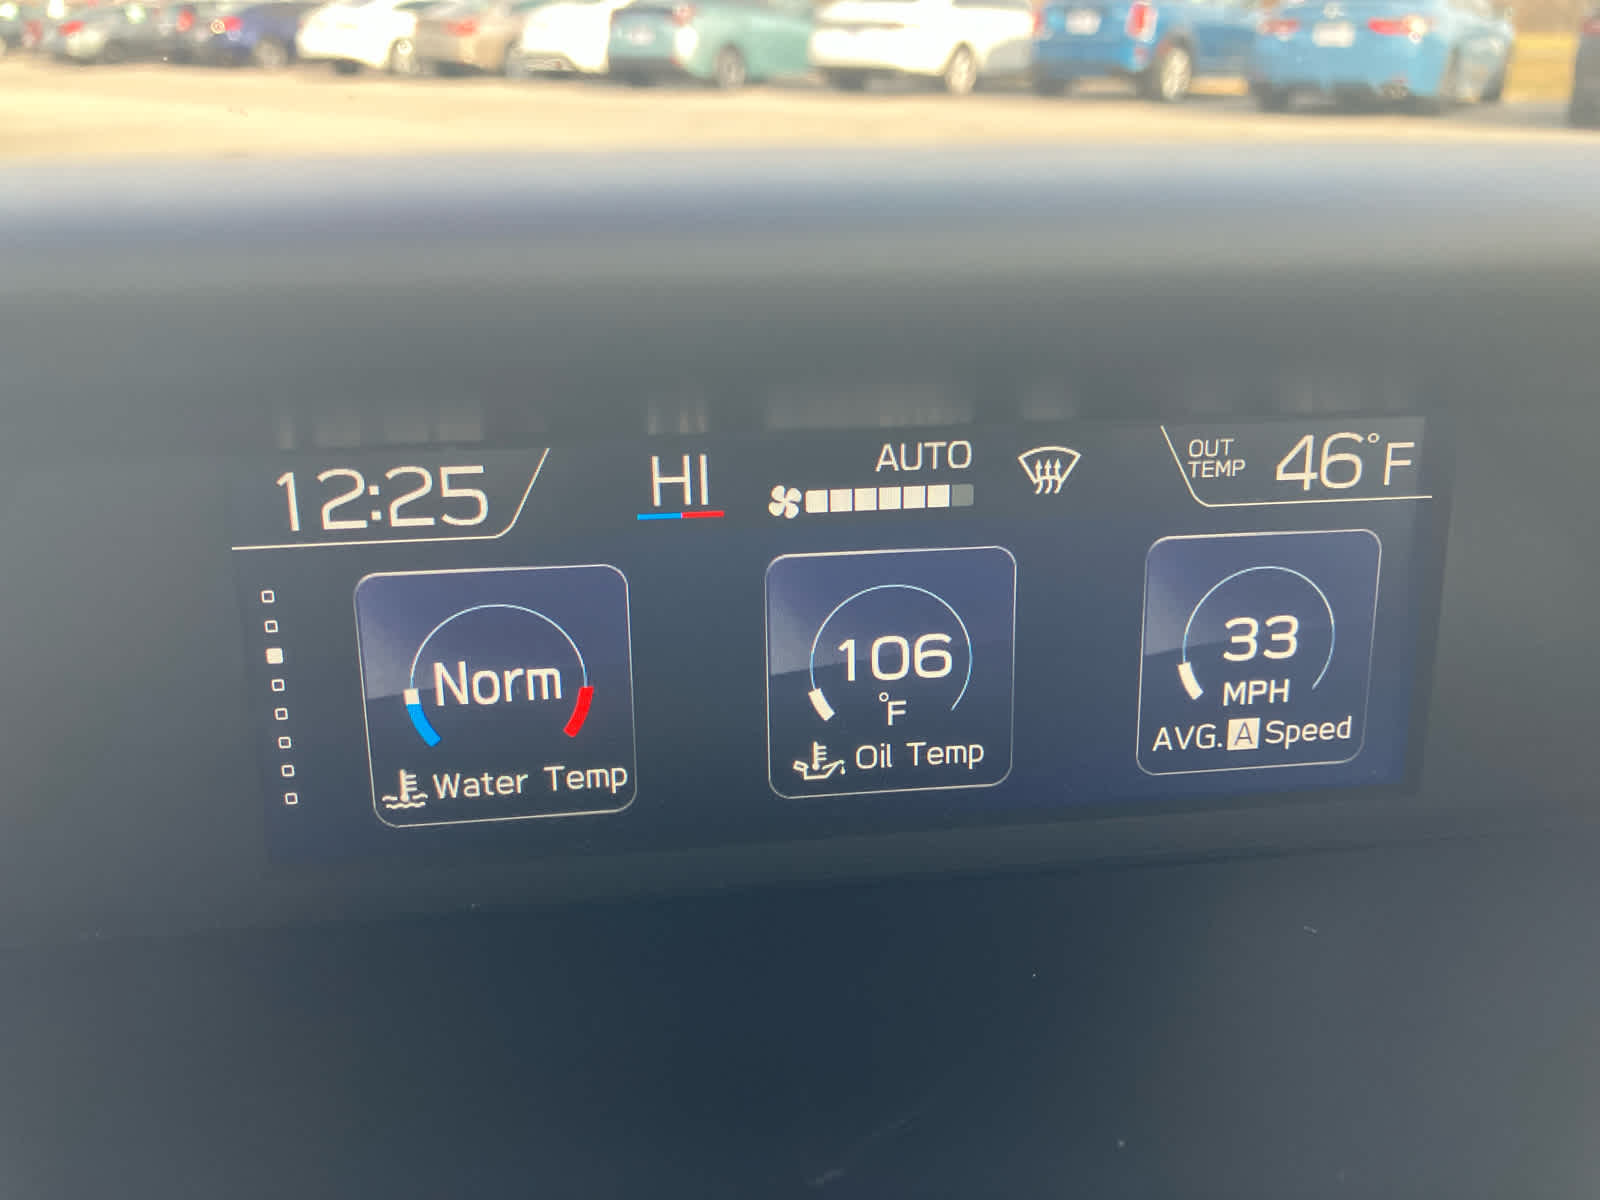 12:25
HI
AUTO
OUT
TEMP
46°F
Norm
Water Temp
106
°F
Oil Temp
33
MPH
AVG. A Speed